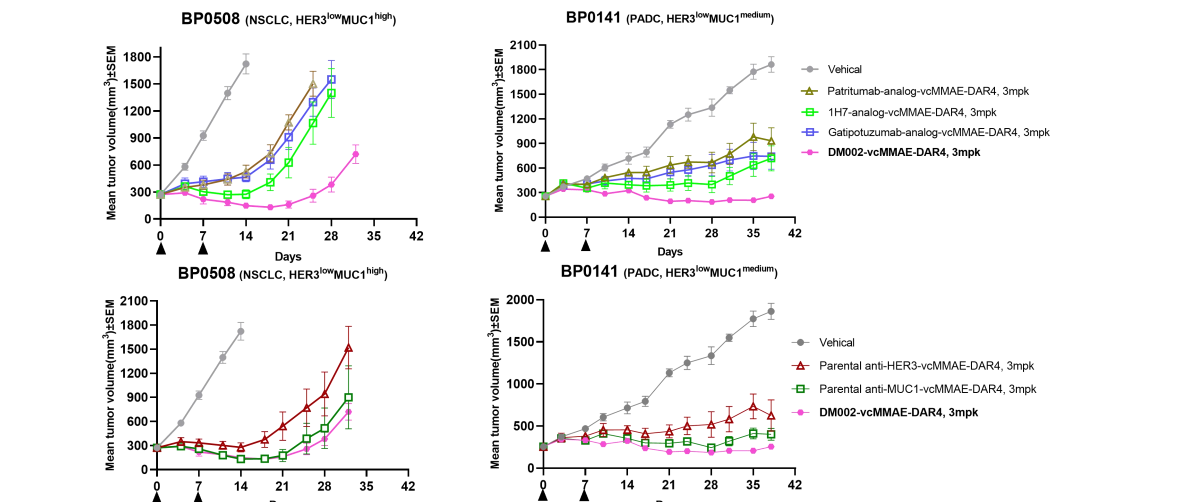 BP0508 (NSCLC, HER3lowMUC1high)
Mean tumor volume(mm3)±SEM
1800
1500
1200
900
600
300
0
0 7 14 21 28 35 42
Days
BP0141 (PADC, HER3lowMUC1medium)
Mean tumor volume(mm3)±SEM
2100
1800
1500
1200
900
600
300
0
0 7 14 21 28 35 42
Days
Vehical
Patritumab-analog-vcMMAE-DAR4, 3mpk
1H7-analog-vcMMAE-DAR4, 3mpk
Gatipotuzumab-analog-vcMMAE-DAR4, 3mpk
DM002-vcMMAE-DAR4, 3mpk
BP0508 (NSCLC, HER3lowMUC1high)
Mean tumor volume(mm3)±SEM
2100
1800
1500
1200
900
600
300
0
0 7 14 21 28 35 42
BP0141 (PADC, HER3lowMUC1medium)
Mean tumor volume(mm3)±SEM
2000
1500
1000
500
0
0 7 14 21 28 35 42
Days
Vehical
Parental anti-HER3-vcMMAE-DAR4, 3mpk
Parental anti-MUC1-vcMMAE-DAR4, 3mpk
DM002-vcMMAE-DAR4, 3mpk